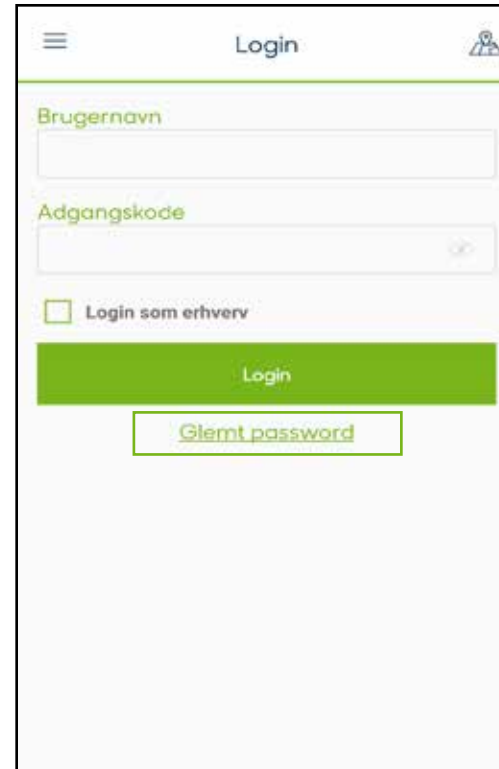 Login
Brugernavn
Adgangskode
Login som erhverv
Login
Glemt password